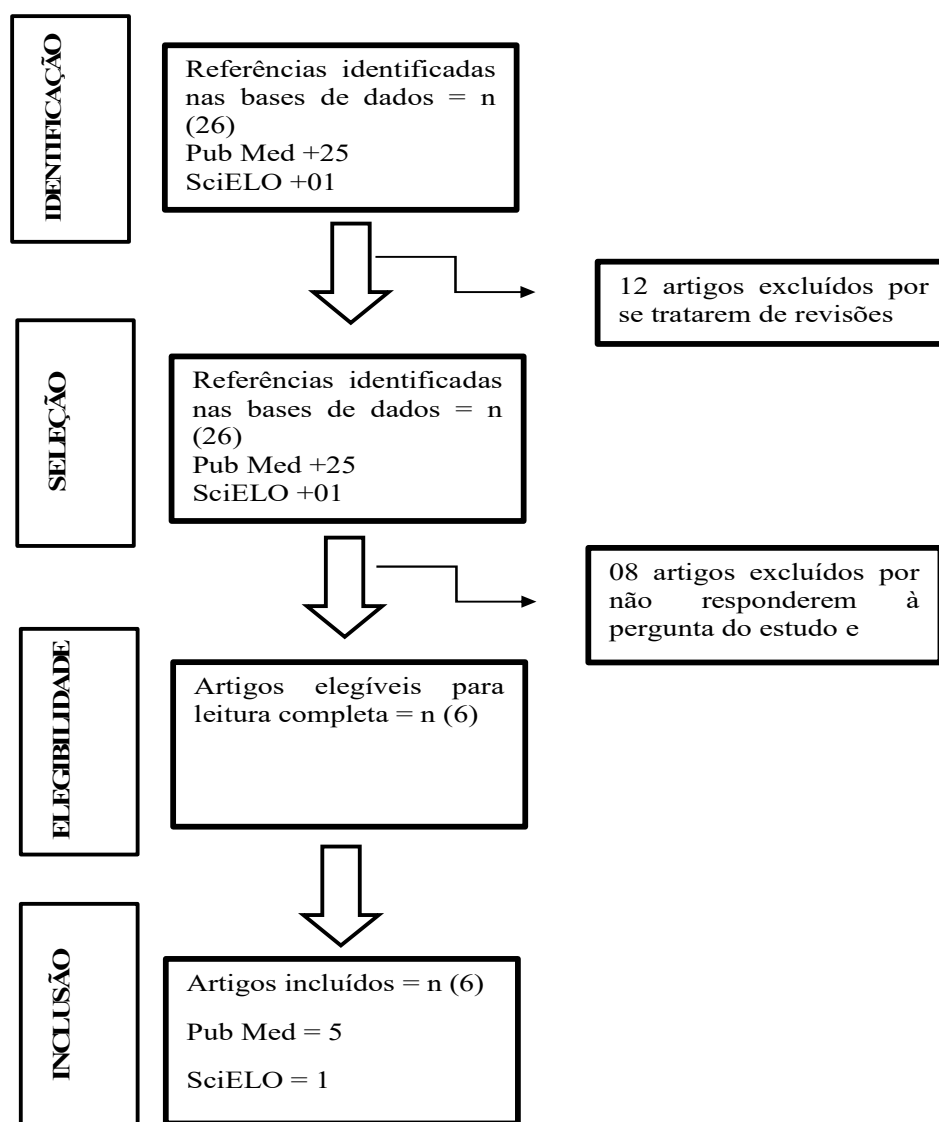 IDENTIFICAÇÃO
Referências identificadas
nas bases de dados = n
(26)
Pub Med +25
SciELO +01
12 artigos excluídos por
se tratarem de revisões
SELEÇÃO
Referências identificadas
nas bases de dados = n
(26)
Pub Med +25
SciELO +01
08 artigos excluídos por
não responderem à
pergunta do estudo e
ELEGIBILIDADE
Artigos elegíveis para
leitura completa = n (6)
INCLUSÃO
Artigos incluídos = n (6)
Pub Med = 5
SciELO = 1